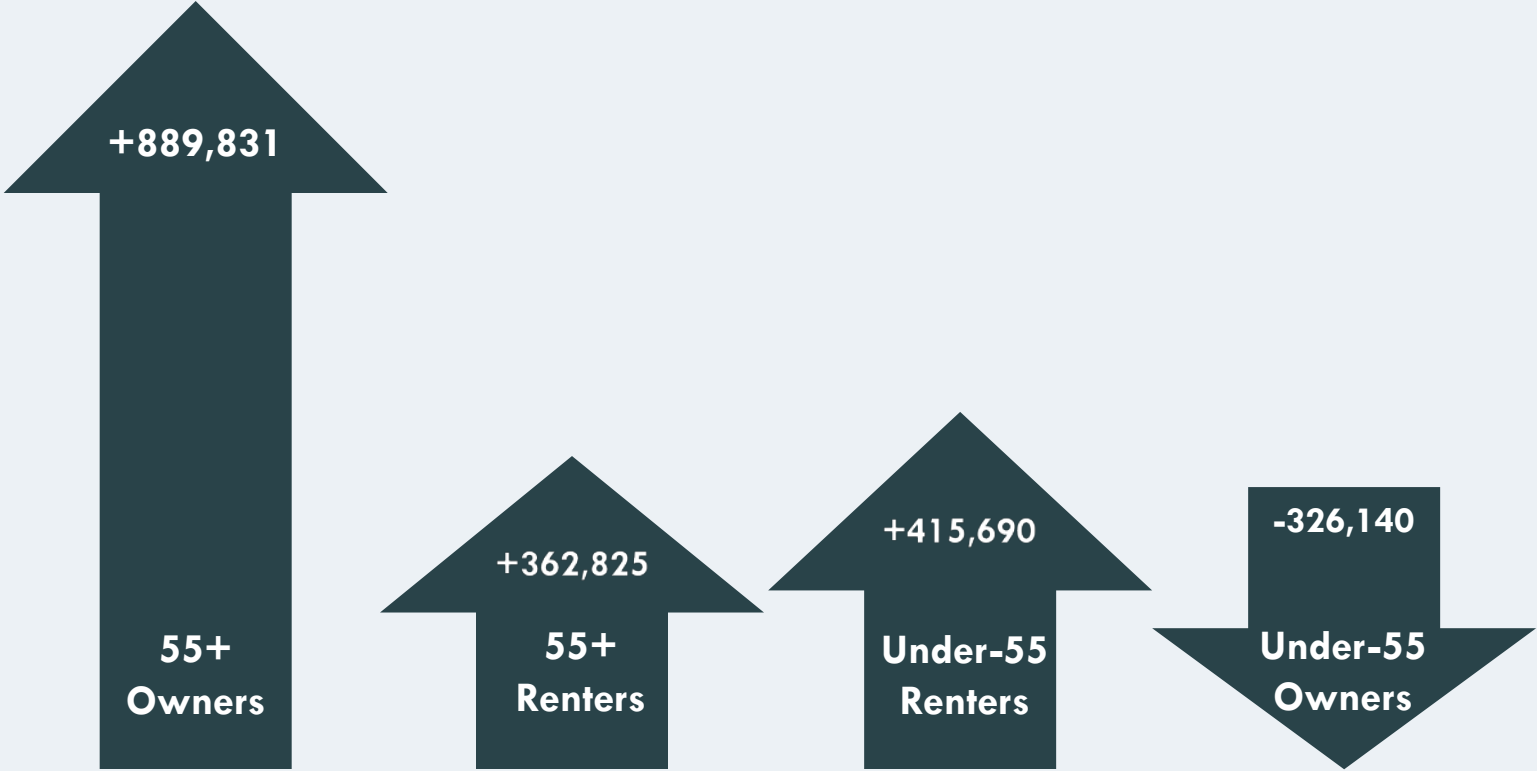 +889,831
55+
Owners
+362,825
55+
Renters
+415,690
Under-55
Renters
-326,140
Under-55
Owners